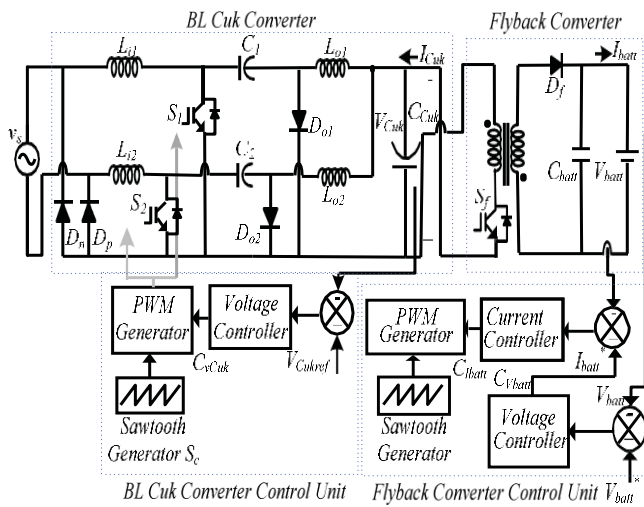 BL Cuk Converter
Flyback Converter
L_i1
C_1
L_o1
I_Cuk
I_batt
D_f
S_1
V_Cuk
C_Cuk
D_o1
v_s
L_i2
C_2
L_o2
S_2
C_batt
V_batt
S_f
D_n
D_p
D_o2
PWM
Generator
Voltage
Controller
C_vCuk
V_Cukref
Sawtooth
Generator S_c
PWM
Generator
Current
Controller
C_Ibatt
I_batt*
C_Vbatt
V_batt
Sawtooth
Generator
Voltage
Controller
BL Cuk Converter Control Unit
Flyback Converter Control Unit
V_batt*